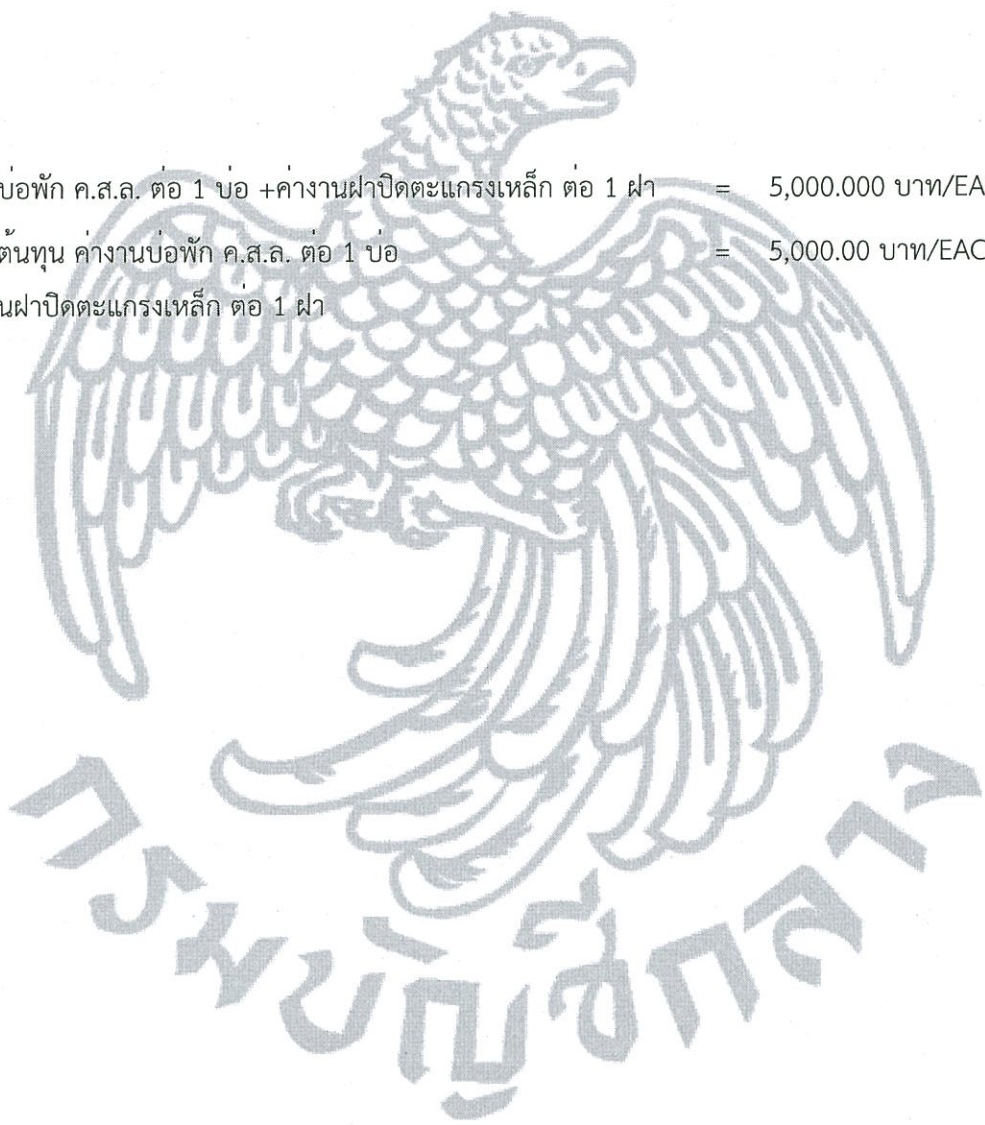 บ่อพัก ค.ส.ล. ต่อ 1 บ่อ +ค่างานฝาปิดตะแกรงเหล็ก ต่อ 1 ฝา = 5,000.000 บาท/EA
ต้นทุน ค่างานบ่อพัก ค.ส.ล. ต่อ 1 บ่อ = 5,000.00 บาท/EAC
นฝาปิดตะแกรงเหล็ก ต่อ 1 ฝา
กรมบัญชีกลาง